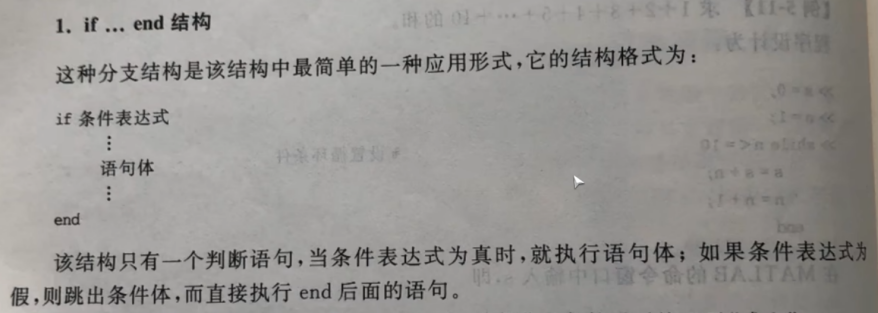 1. if … end 结构
这种分支结构是该结构中最简单的一种应用形式,它的结构格式为:
if 条件表达式
⋮
语句体
⋮
end
该结构只有一个判断语句,当条件表达式为真时,就执行语句体;如果条件表达式为
假,则跳出条件体,而直接执行 end 后面的语句。